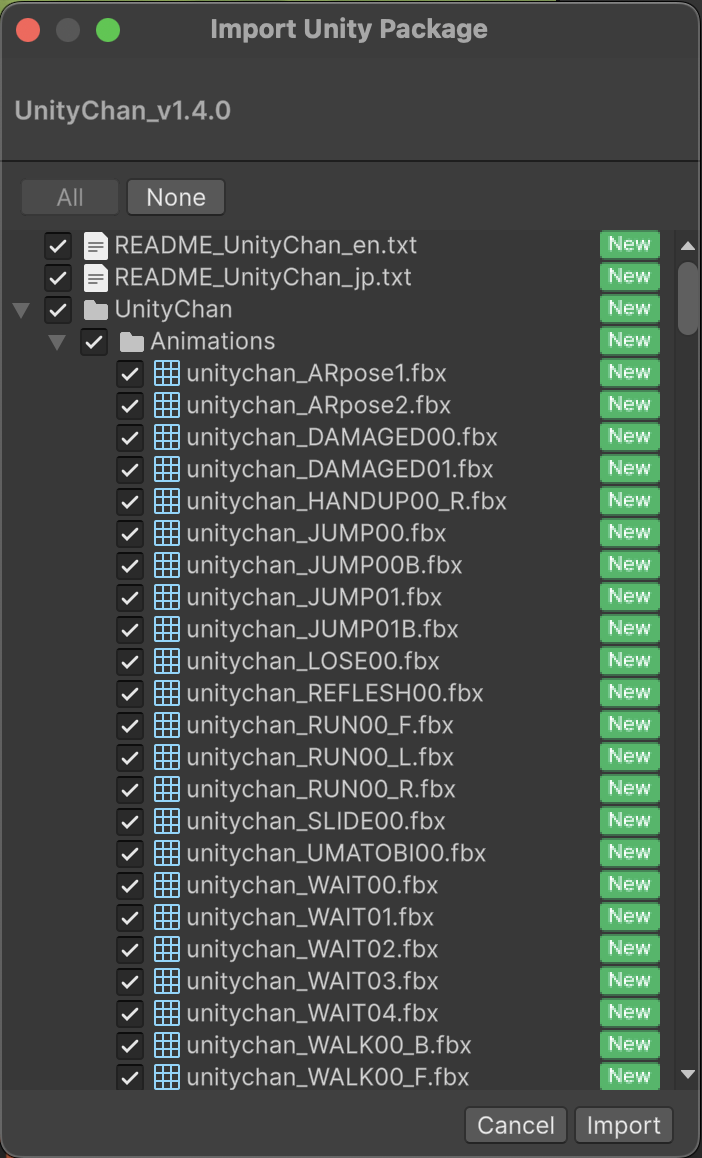 Import Unity Package
UnityChan_v1.4.0
All None
README_UnityChan_en.txt New
README_UnityChan_jp.txt New
UnityChan New
Animations New
unitychan_ARpose1.fbx New
unitychan_ARpose2.fbx New
unitychan_DAMAGED00.fbx New
unitychan_DAMAGED01.fbx New
unitychan_HANDUP00_R.fbx New
unitychan_JUMP00.fbx New
unitychan_JUMP00B.fbx New
unitychan_JUMP01.fbx New
unitychan_JUMP01B.fbx New
unitychan_LOSE00.fbx New
unitychan_REFLESH00.fbx New
unitychan_RUN00_F.fbx New
unitychan_RUN00_L.fbx New
unitychan_RUN00_R.fbx New
unitychan_SLIDE00.fbx New
unitychan_UMATOBI00.fbx New
unitychan_WAIT00.fbx New
unitychan_WAIT01.fbx New
unitychan_WAIT02.fbx New
unitychan_WAIT03.fbx New
unitychan_WAIT04.fbx New
unitychan_WALK00_B.fbx New
unitychan_WALK00_F.fbx New
Cancel Import